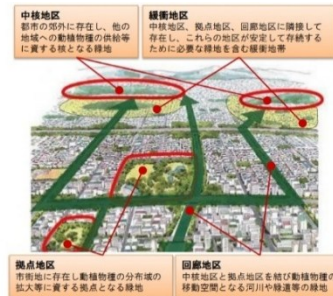 中核地区
都市の郊外に存在し、他の
地域への動植物種の供給等
に資する核となる緑地
緩衝地区
中核地区、拠点地区、回廊地区に隣接して
存在し、これらの地区が安定して存続する
ために必要な緑地を含む緩衝地帯
拠点地区
市街地に存在し動植物種の分布域の
拡大等に資する拠点となる緑地
回廊地区
中核地区と拠点地区を結び動植物種の
移動空間となる河川や緑道等の緑地